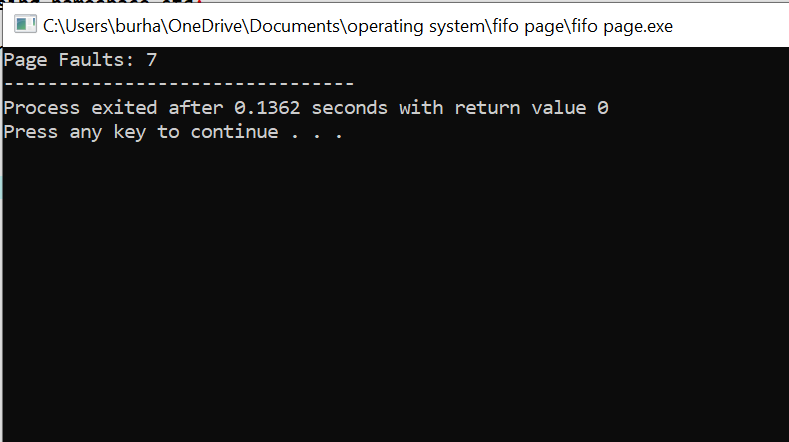 C:\Users\burha\OneDrive\Documents\operating system\fifo page\fifo page.exe
Page Faults: 7
--------------------------------
Process exited after 0.1362 seconds with return value 0
Press any key to continue . . .